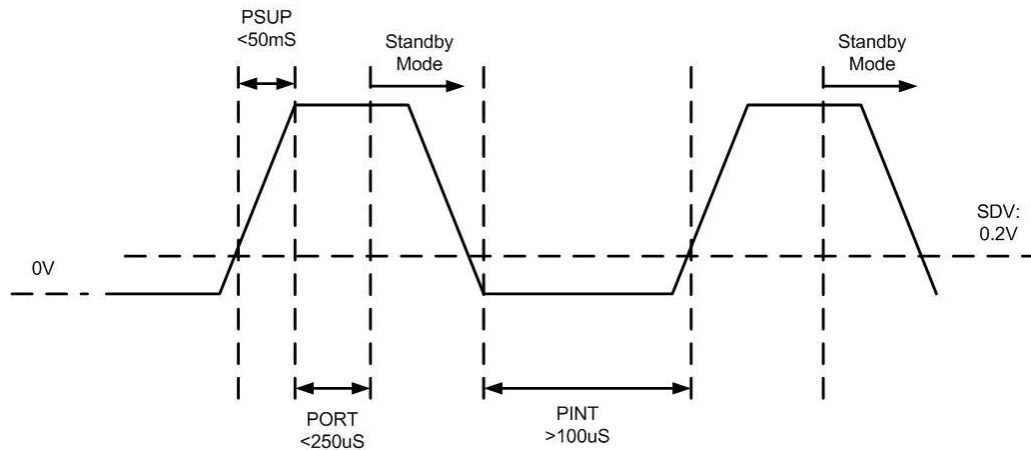 PSUP
<50mS
Standby
Mode
Standby
Mode
SDV:
0.2V
0V
PORT
<250uS
PINT
>100uS